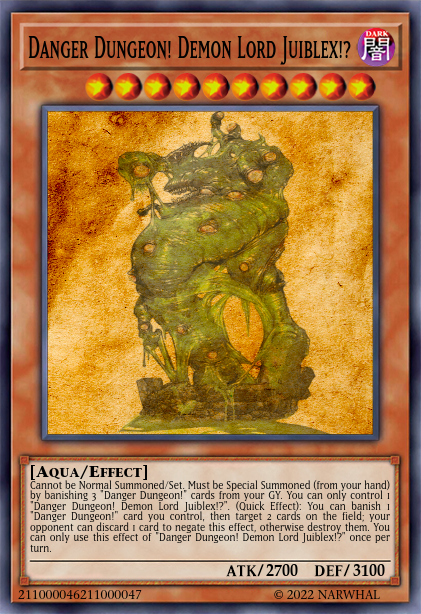 DANGER DUNGEON! DEMON LORD JUIBLEX!?
DARK
闇
[AQUA/EFFECT]
Cannot be Normal Summoned/Set. Must be Special Summoned (from your hand)
by banishing 3 "Danger Dungeon!" cards from your GY. You can only control 1
"Danger Dungeon! Demon Lord Juiblex!?". (Quick Effect): You can banish 1
"Danger Dungeon!" card you control, then target 2 cards on the field; your
opponent can discard 1 card to negate this effect, otherwise destroy them. You
can only use this effect of "Danger Dungeon! Demon Lord Juiblex!?" once per
turn.
ATK/2700 DEF/3100
211000046211000047 © 2022 NARWHAL